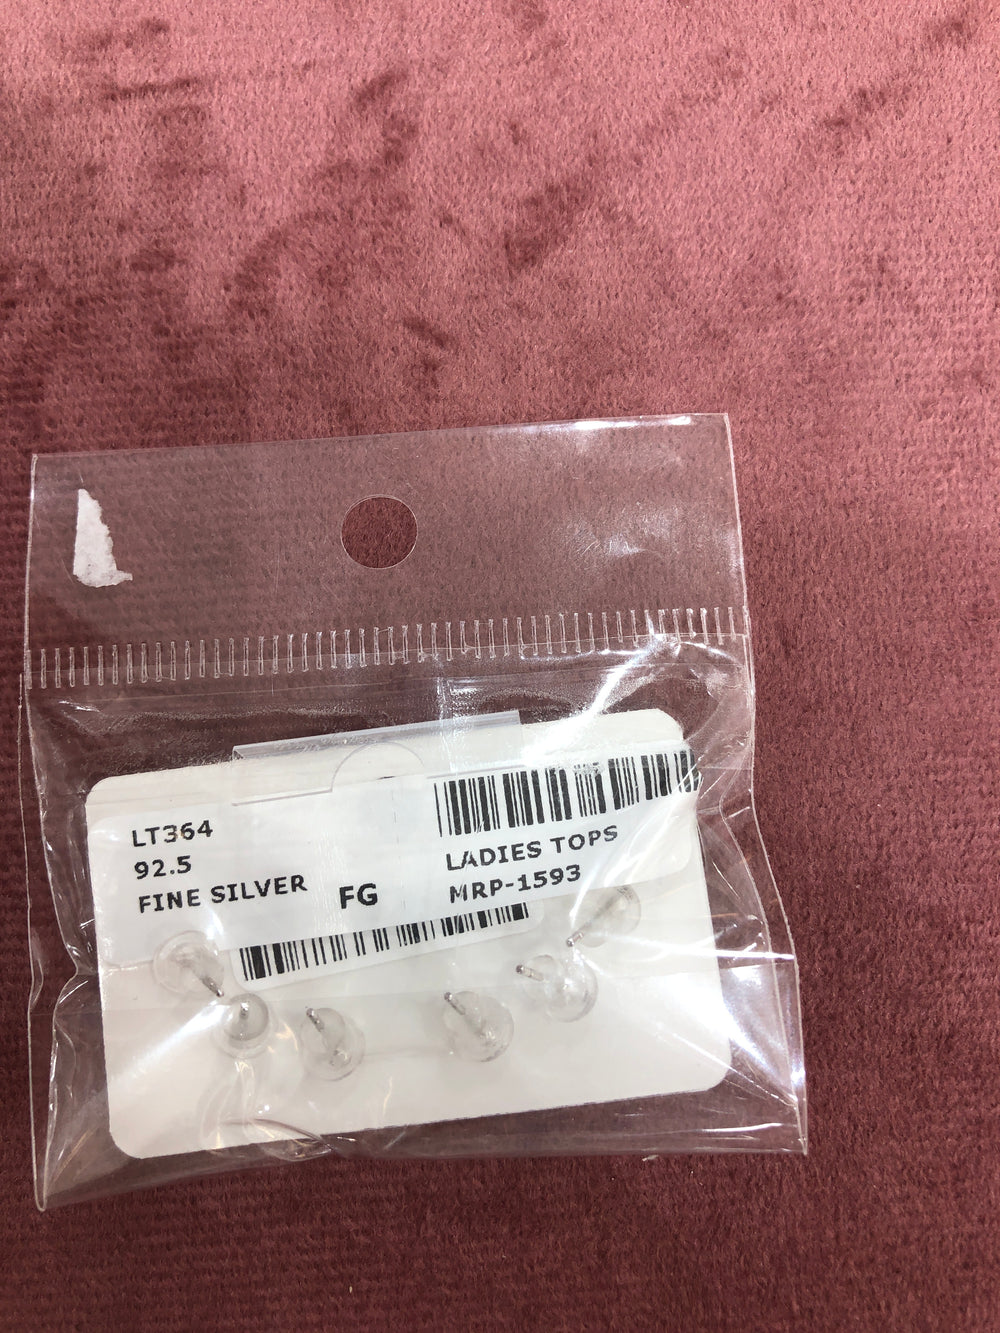 LT364
92.5
FINE SILVER
FG
LADIES TOPS
MRP-1593